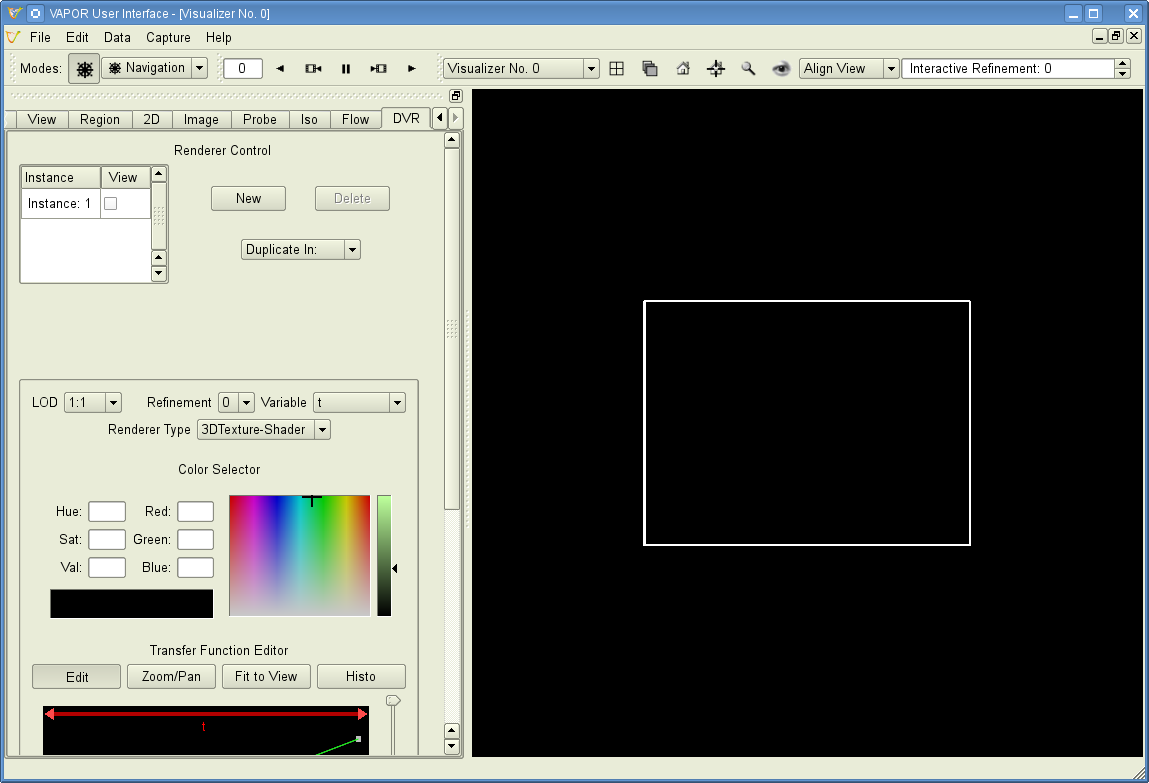 VAPOR User Interface - [Visualizer No. 0]
File Edit Data Capture Help
Modes: Navigation 0 Visualizer No. 0 Align View Interactive Refinement: 0
View Region 2D Image Probe Iso Flow DVR
Renderer Control
Instance View
Instance: 1
New Delete
Duplicate In:
LOD 1:1 Refinement 0 Variable t
Renderer Type 3DTexture-Shader
Color Selector
Hue: Red:
Sat: Green:
Val: Blue:
Transfer Function Editor
Edit Zoom/Pan Fit to View Histo
t